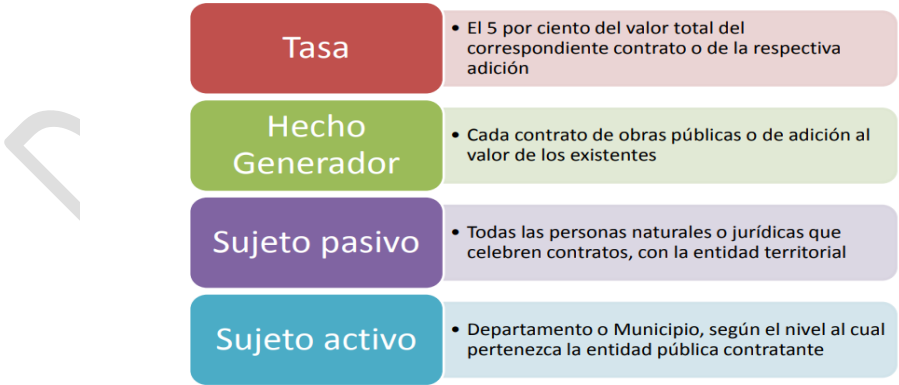 Tasa
• El 5 por ciento del valor total del
correspondiente contrato o de la respectiva
adición
Hecho
Generador
• Cada contrato de obras públicas o de adición al
valor de los existentes
Sujeto pasivo
• Todas las personas naturales o jurídicas que
celebren contratos, con la entidad territorial
Sujeto activo
• Departamento o Municipio, según el nivel al cual
pertenezca la entidad pública contratante